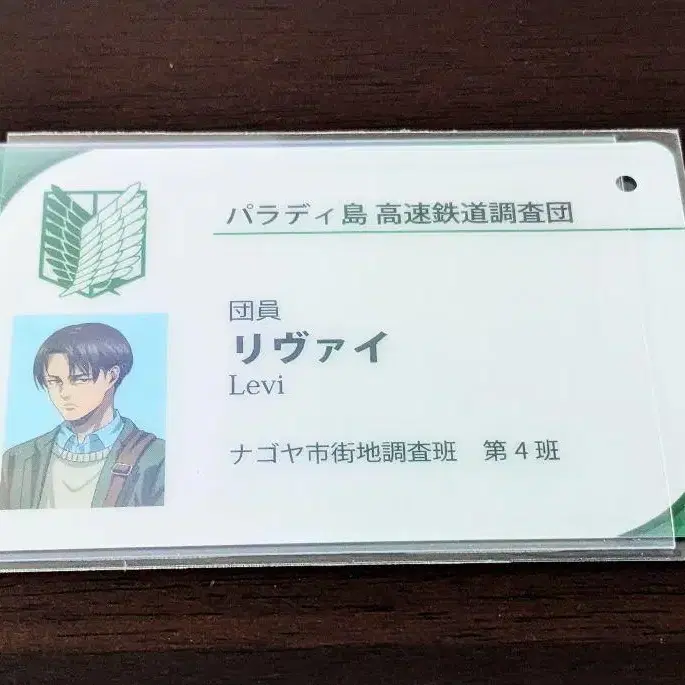 パラディ島 高速鉄道調査団
団員
リヴァイ
Levi
ナゴヤ市街地調査班　第4班